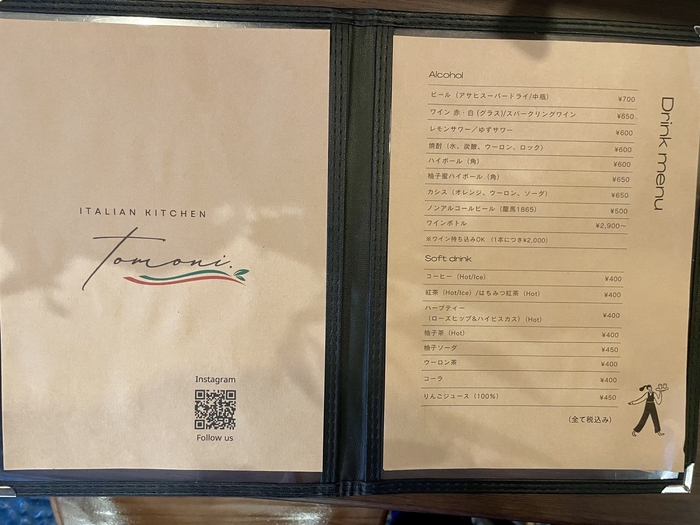 ITALIAN KITCHEN
Tomoni.
Instagram
Follow us
Drink menu
Alcohol
ビール（アサヒスーパードライ/中瓶） ¥700
ワイン 赤・白 (グラス)/スパークリングワイン ¥650
レモンサワー／ゆずサワー ¥600
焼酎（水、炭酸、ウーロン、ロック） ¥600
ハイボール（角） ¥600
柚子蜜ハイボール（角） ¥650
カシス（オレンジ、ウーロン、ソーダ） ¥650
ノンアルコールビール（龍馬1865） ¥500
ワインボトル ¥2,900～
※ワイン持ち込みOK （1本につき¥2,000）
Soft drink
コーヒー（Hot/Ice） ¥400
紅茶（Hot/Ice）/はちみつ紅茶（Hot） ¥400
ハーブティー
（ローズヒップ&ハイビスカス）（Hot） ¥400
柚子茶（Hot） ¥400
柚子ソーダ ¥450
ウーロン茶 ¥400
コーラ ¥400
りんごジュース（100％） ¥450
（全て税込み）